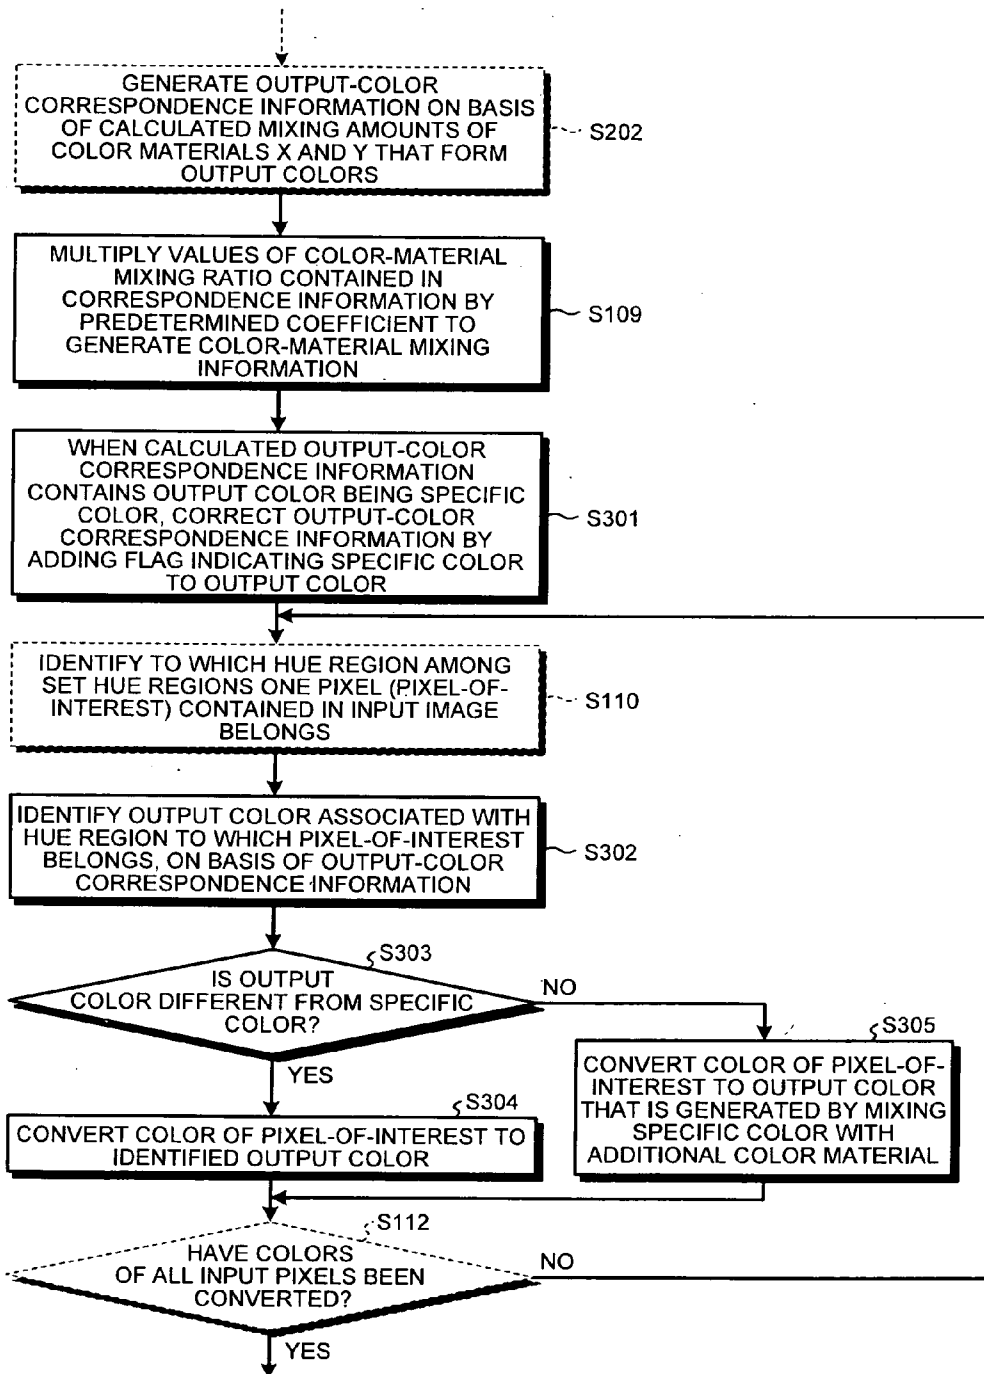 GENERATE OUTPUT-COLOR
CORRESPONDENCE INFORMATION ON BASIS
OF CALCULATED MIXING AMOUNTS OF
COLOR MATERIALS X AND Y THAT FORM
OUTPUT COLORS
S202
MULTIPLY VALUES OF COLOR-MATERIAL
MIXING RATIO CONTAINED IN
CORRESPONDENCE INFORMATION BY
PREDETERMINED COEFFICIENT TO
GENERATE COLOR-MATERIAL MIXING
INFORMATION
S109
WHEN CALCULATED OUTPUT-COLOR
CORRESPONDENCE INFORMATION
CONTAINS OUTPUT COLOR BEING SPECIFIC
COLOR, CORRECT OUTPUT-COLOR
CORRESPONDENCE INFORMATION BY
ADDING FLAG INDICATING SPECIFIC COLOR
TO OUTPUT COLOR
S301
IDENTIFY TO WHICH HUE REGION AMONG
SET HUE REGIONS ONE PIXEL (PIXEL-OF-
INTEREST) CONTAINED IN INPUT IMAGE
BELONGS
S110
IDENTIFY OUTPUT COLOR ASSOCIATED WITH
HUE REGION TO WHICH PIXEL-OF-INTEREST
BELONGS, ON BASIS OF OUTPUT-COLOR
CORRESPONDENCE INFORMATION
S302
S303
IS OUTPUT
COLOR DIFFERENT FROM SPECIFIC
COLOR?
NO
YES
S305
CONVERT COLOR OF PIXEL-OF-
INTEREST TO OUTPUT COLOR
THAT IS GENERATED BY MIXING
SPECIFIC COLOR WITH
ADDITIONAL COLOR MATERIAL
S304
CONVERT COLOR OF PIXEL-OF-INTEREST TO
IDENTIFIED OUTPUT COLOR
S112
HAVE COLORS
OF ALL INPUT PIXELS BEEN
CONVERTED?
NO
YES